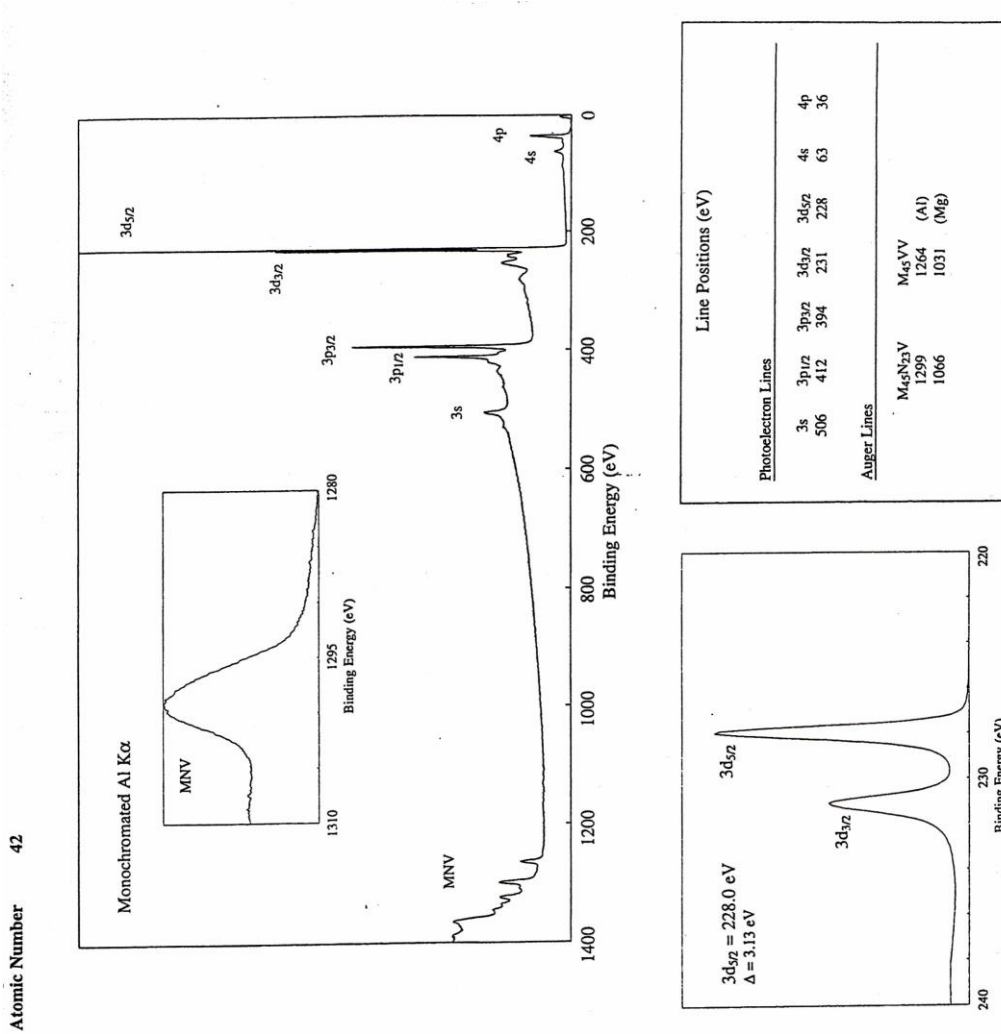 Atomic Number 42
Monochromated Al Kα
MNV
1310 1295 1280
Binding Energy (eV)
MNV
3s
3p1/2
3p3/2
3d3/2
3d5/2
4s
4p
1400 1200 1000 800 600 400 200 0
Binding Energy (eV)
3d5/2 = 228.0 eV
Δ = 3.13 eV
3d3/2
3d5/2
240 230 220
Binding Energy (eV)
Line Positions (eV)
Photoelectron Lines
3s 3p1/2 3p3/2 3d3/2 3d5/2 4s 4p
506 412 394 231 228 63 36
Auger Lines
M45N23V M45VV
1299 1264 (Al)
1066 1031 (Mg)